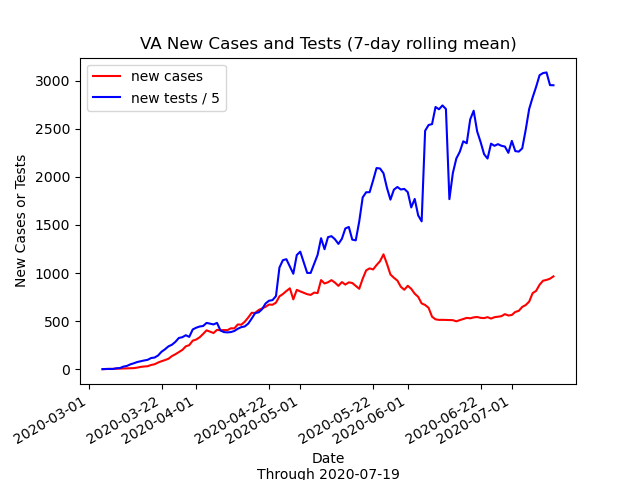 VA New Cases and Tests (7-day rolling mean)
new cases
new tests / 5
New Cases or Tests
3000
2500
2000
1500
1000
500
0
2020-03-01
2020-03-22
2020-04-01
2020-04-22
2020-05-01
2020-05-22
2020-06-01
2020-06-22
2020-07-01
Date
Through 2020-07-19